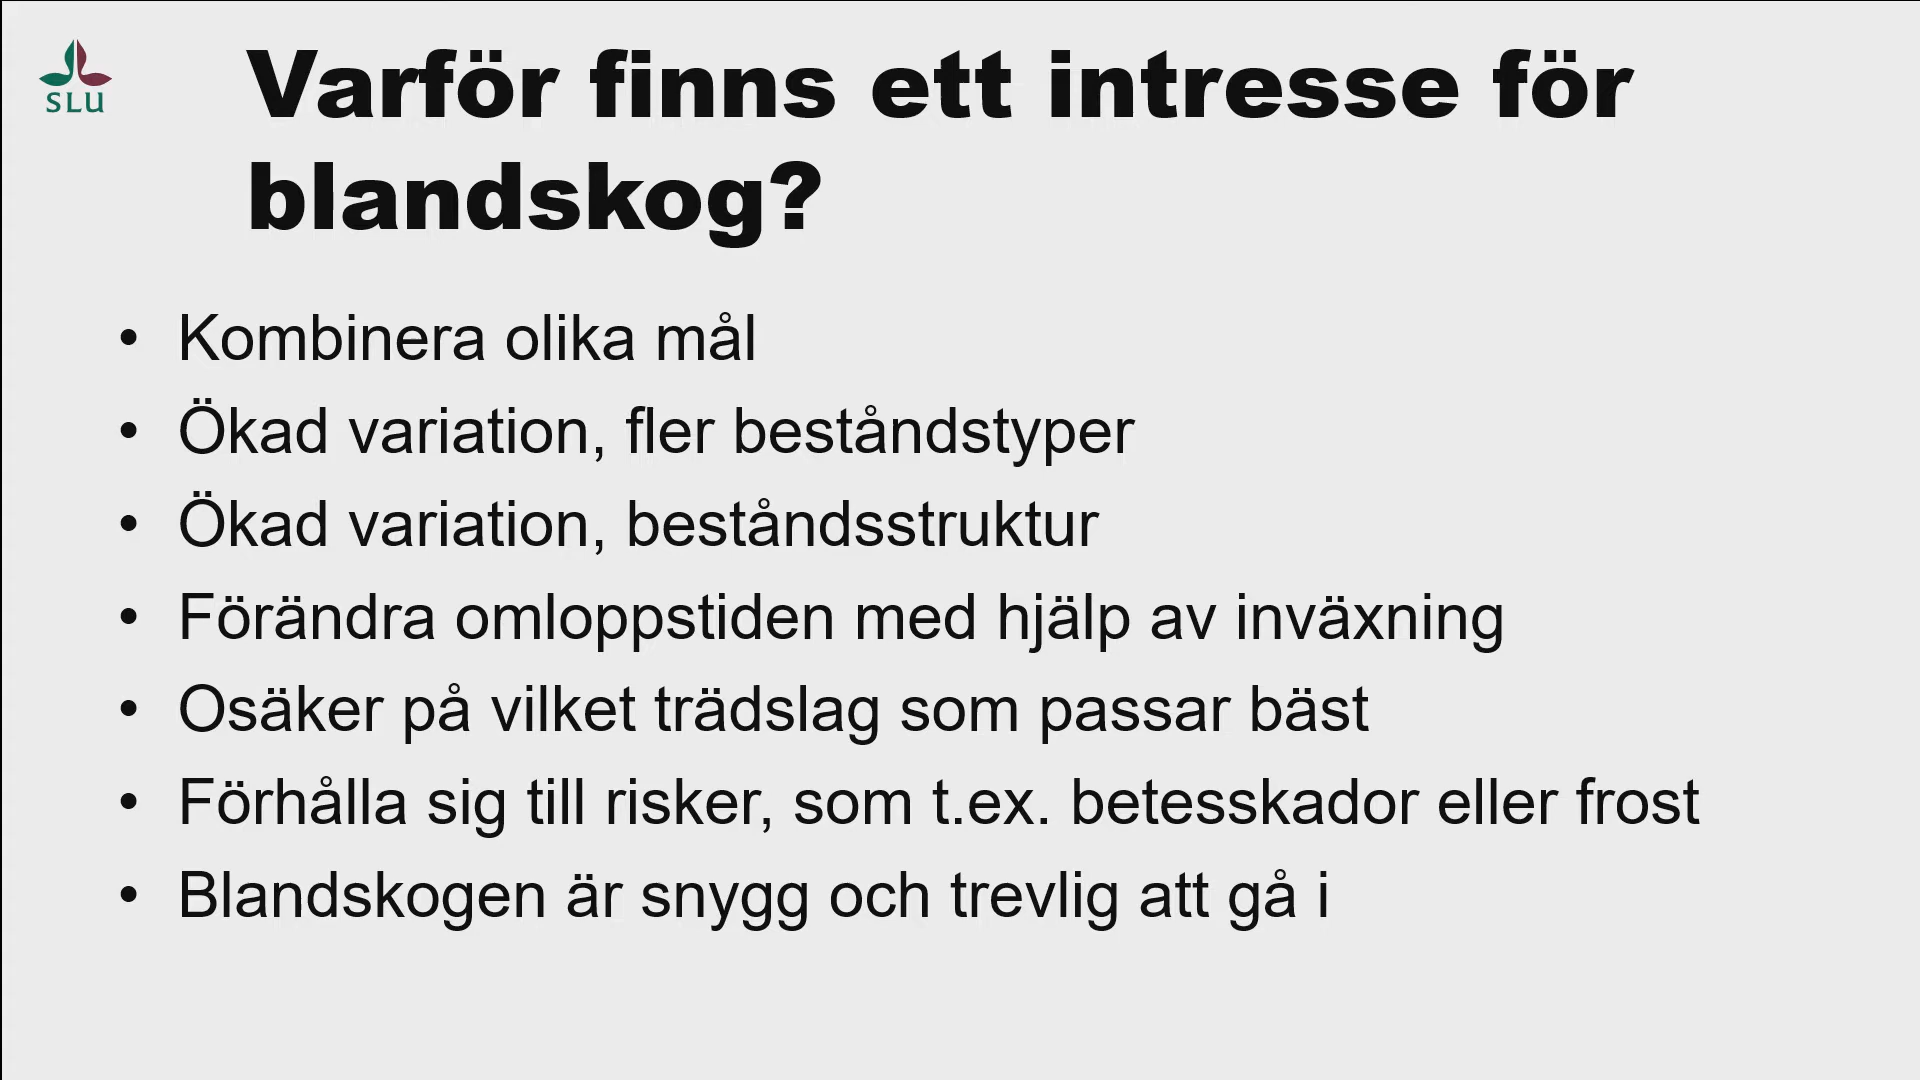 SLU
Varför finns ett intresse för
blandskog?
• Kombinera olika mål
• Ökad variation, fler beståndstyper
• Ökad variation, beståndsstruktur
• Förändra omloppstiden med hjälp av inväxning
• Osäker på vilket trädslag som passar bäst
• Förhålla sig till risker, som t.ex. betesskador eller frost
• Blandskogen är snygg och trevlig att gå i